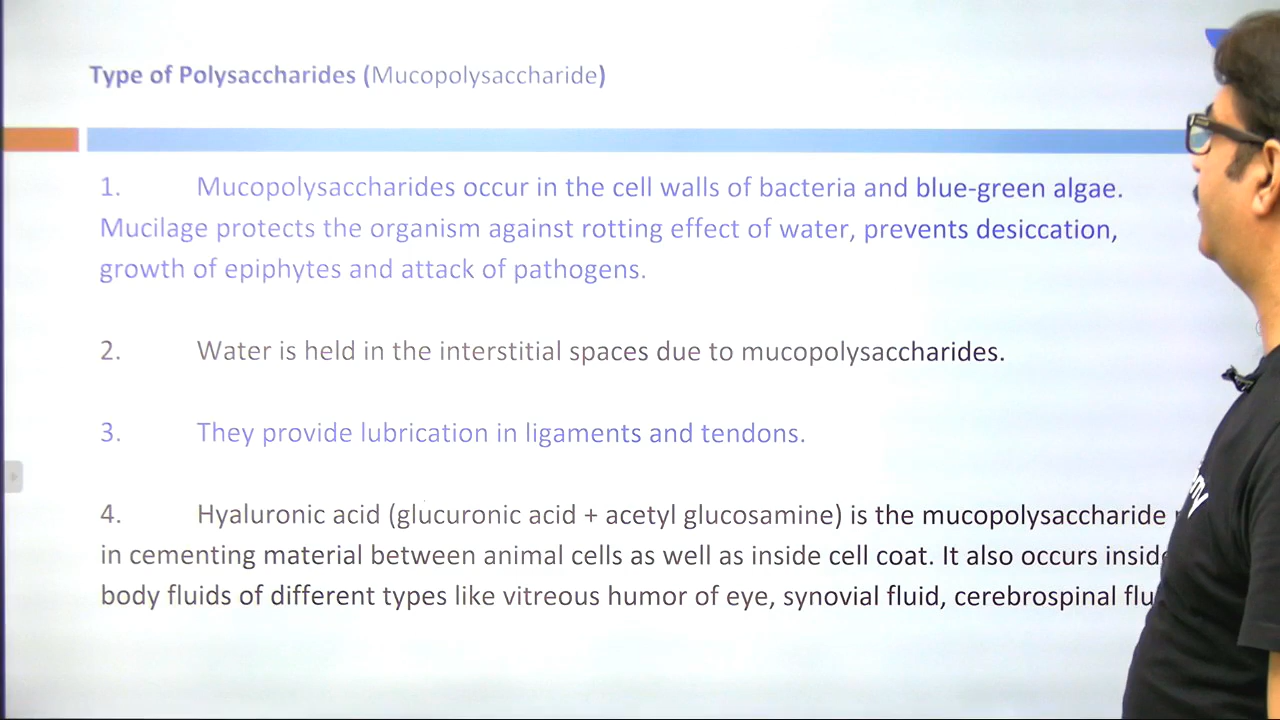 Type of Polysaccharides (Mucopolysaccharide)
1. Mucopolysaccharides occur in the cell walls of bacteria and blue-green algae.
Mucilage protects the organism against rotting effect of water, prevents desiccation,
growth of epiphytes and attack of pathogens.
2. Water is held in the interstitial spaces due to mucopolysaccharides.
3. They provide lubrication in ligaments and tendons.
4. Hyaluronic acid (glucuronic acid + acetyl glucosamine) is the mucopolysaccharide
in cementing material between animal cells as well as inside cell coat. It also occurs
body fluids of different types like vitreous humor of eye, synovial fluid, cerebrospinal